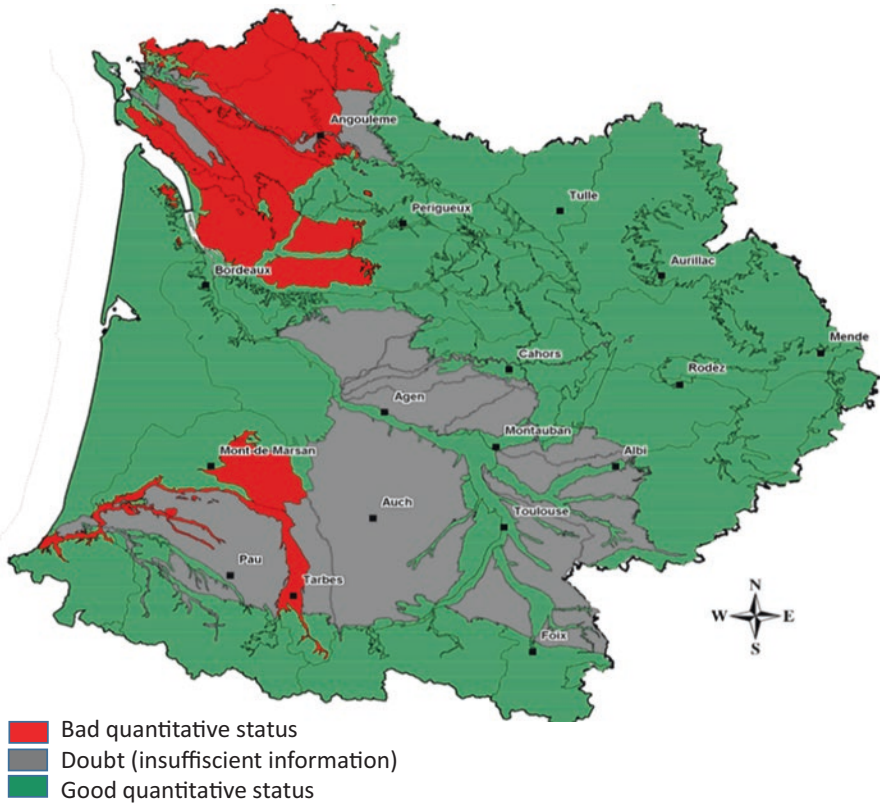 Angouleme
Perigueux
Tulle
Aurillac
Bordeaux
Mende
Cahors
Rodez
Agen
Montauban
Mont de Marsan
Albi
Auch
Toulouse
Pau
Tarbes
Foix
N
W E
S
Bad quantitative status
Doubt (insuffiscient information)
Good quantitative status